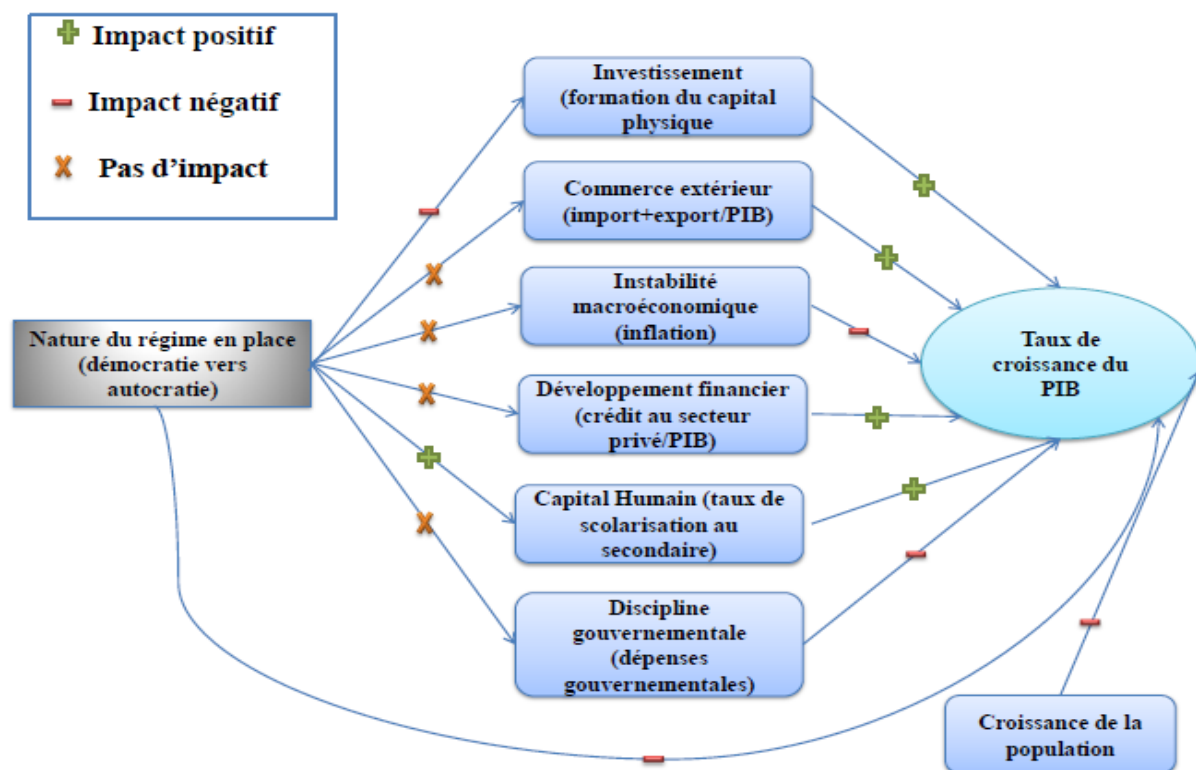 Impact positif
Impact négatif
Pas d'impact
Investissement
(formation du capital
physique
Commerce extérieur
(import+export/PIB)
Instabilité
macroéconomique
(inflation)
Nature du régime en place
(démocratie vers
autocratie)
Taux de
croissance du
PIB
Développement financier
(crédit au secteur
privé/PIB)
Capital Humain (taux de
scolarisation au
secondaire)
Discipline
gouvernementale
(dépenses
gouvernementales)
Croissance de la
population